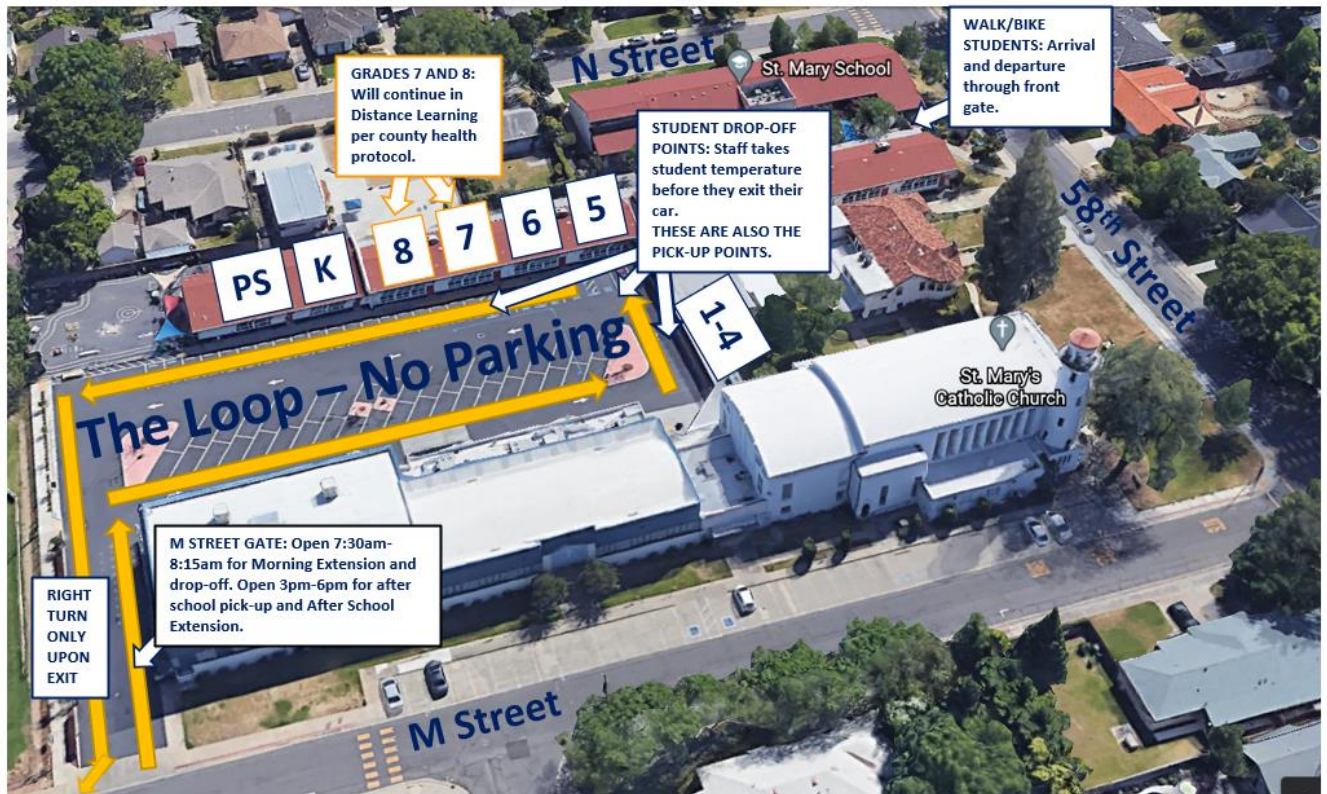 N Street
St. Mary School
WALK/BIKE
STUDENTS: Arrival
and departure
through front
gate.
GRADES 7 AND 8:
Will continue in
Distance Learning
per county health
protocol.
STUDENT DROP-OFF
POINTS: Staff takes
student temperature
before they exit their
car.
THESE ARE ALSO THE
PICK-UP POINTS.
58th Street
PS
K
8
7
6
5
1-4
The Loop – No Parking
St. Mary's
Catholic Church
M STREET GATE: Open 7:30am-
8:15am for Morning Extension and
drop-off. Open 3pm-6pm for after
school pick-up and After School
Extension.
RIGHT
TURN
ONLY
UPON
EXIT
M Street